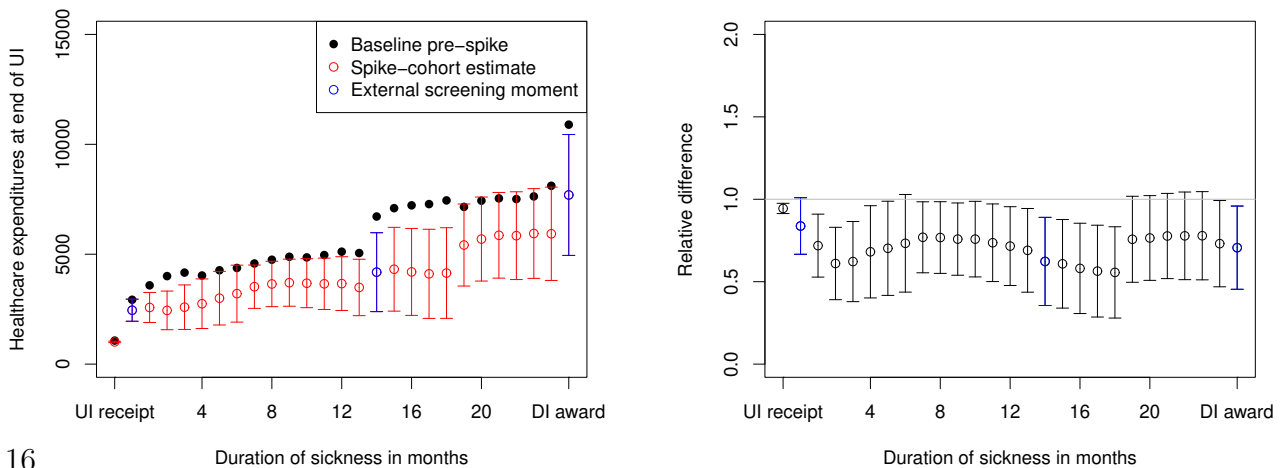 Healthcare expenditures at end of UI
15000
10000
5000
0
Baseline pre−spike
Spike−cohort estimate
External screening moment
UI receipt 4 8 12 16 20 DI award
Duration of sickness in months
Relative difference
2.0
1.5
1.0
0.5
0.0
UI receipt 4 8 12 16 20 DI award
Duration of sickness in months
16